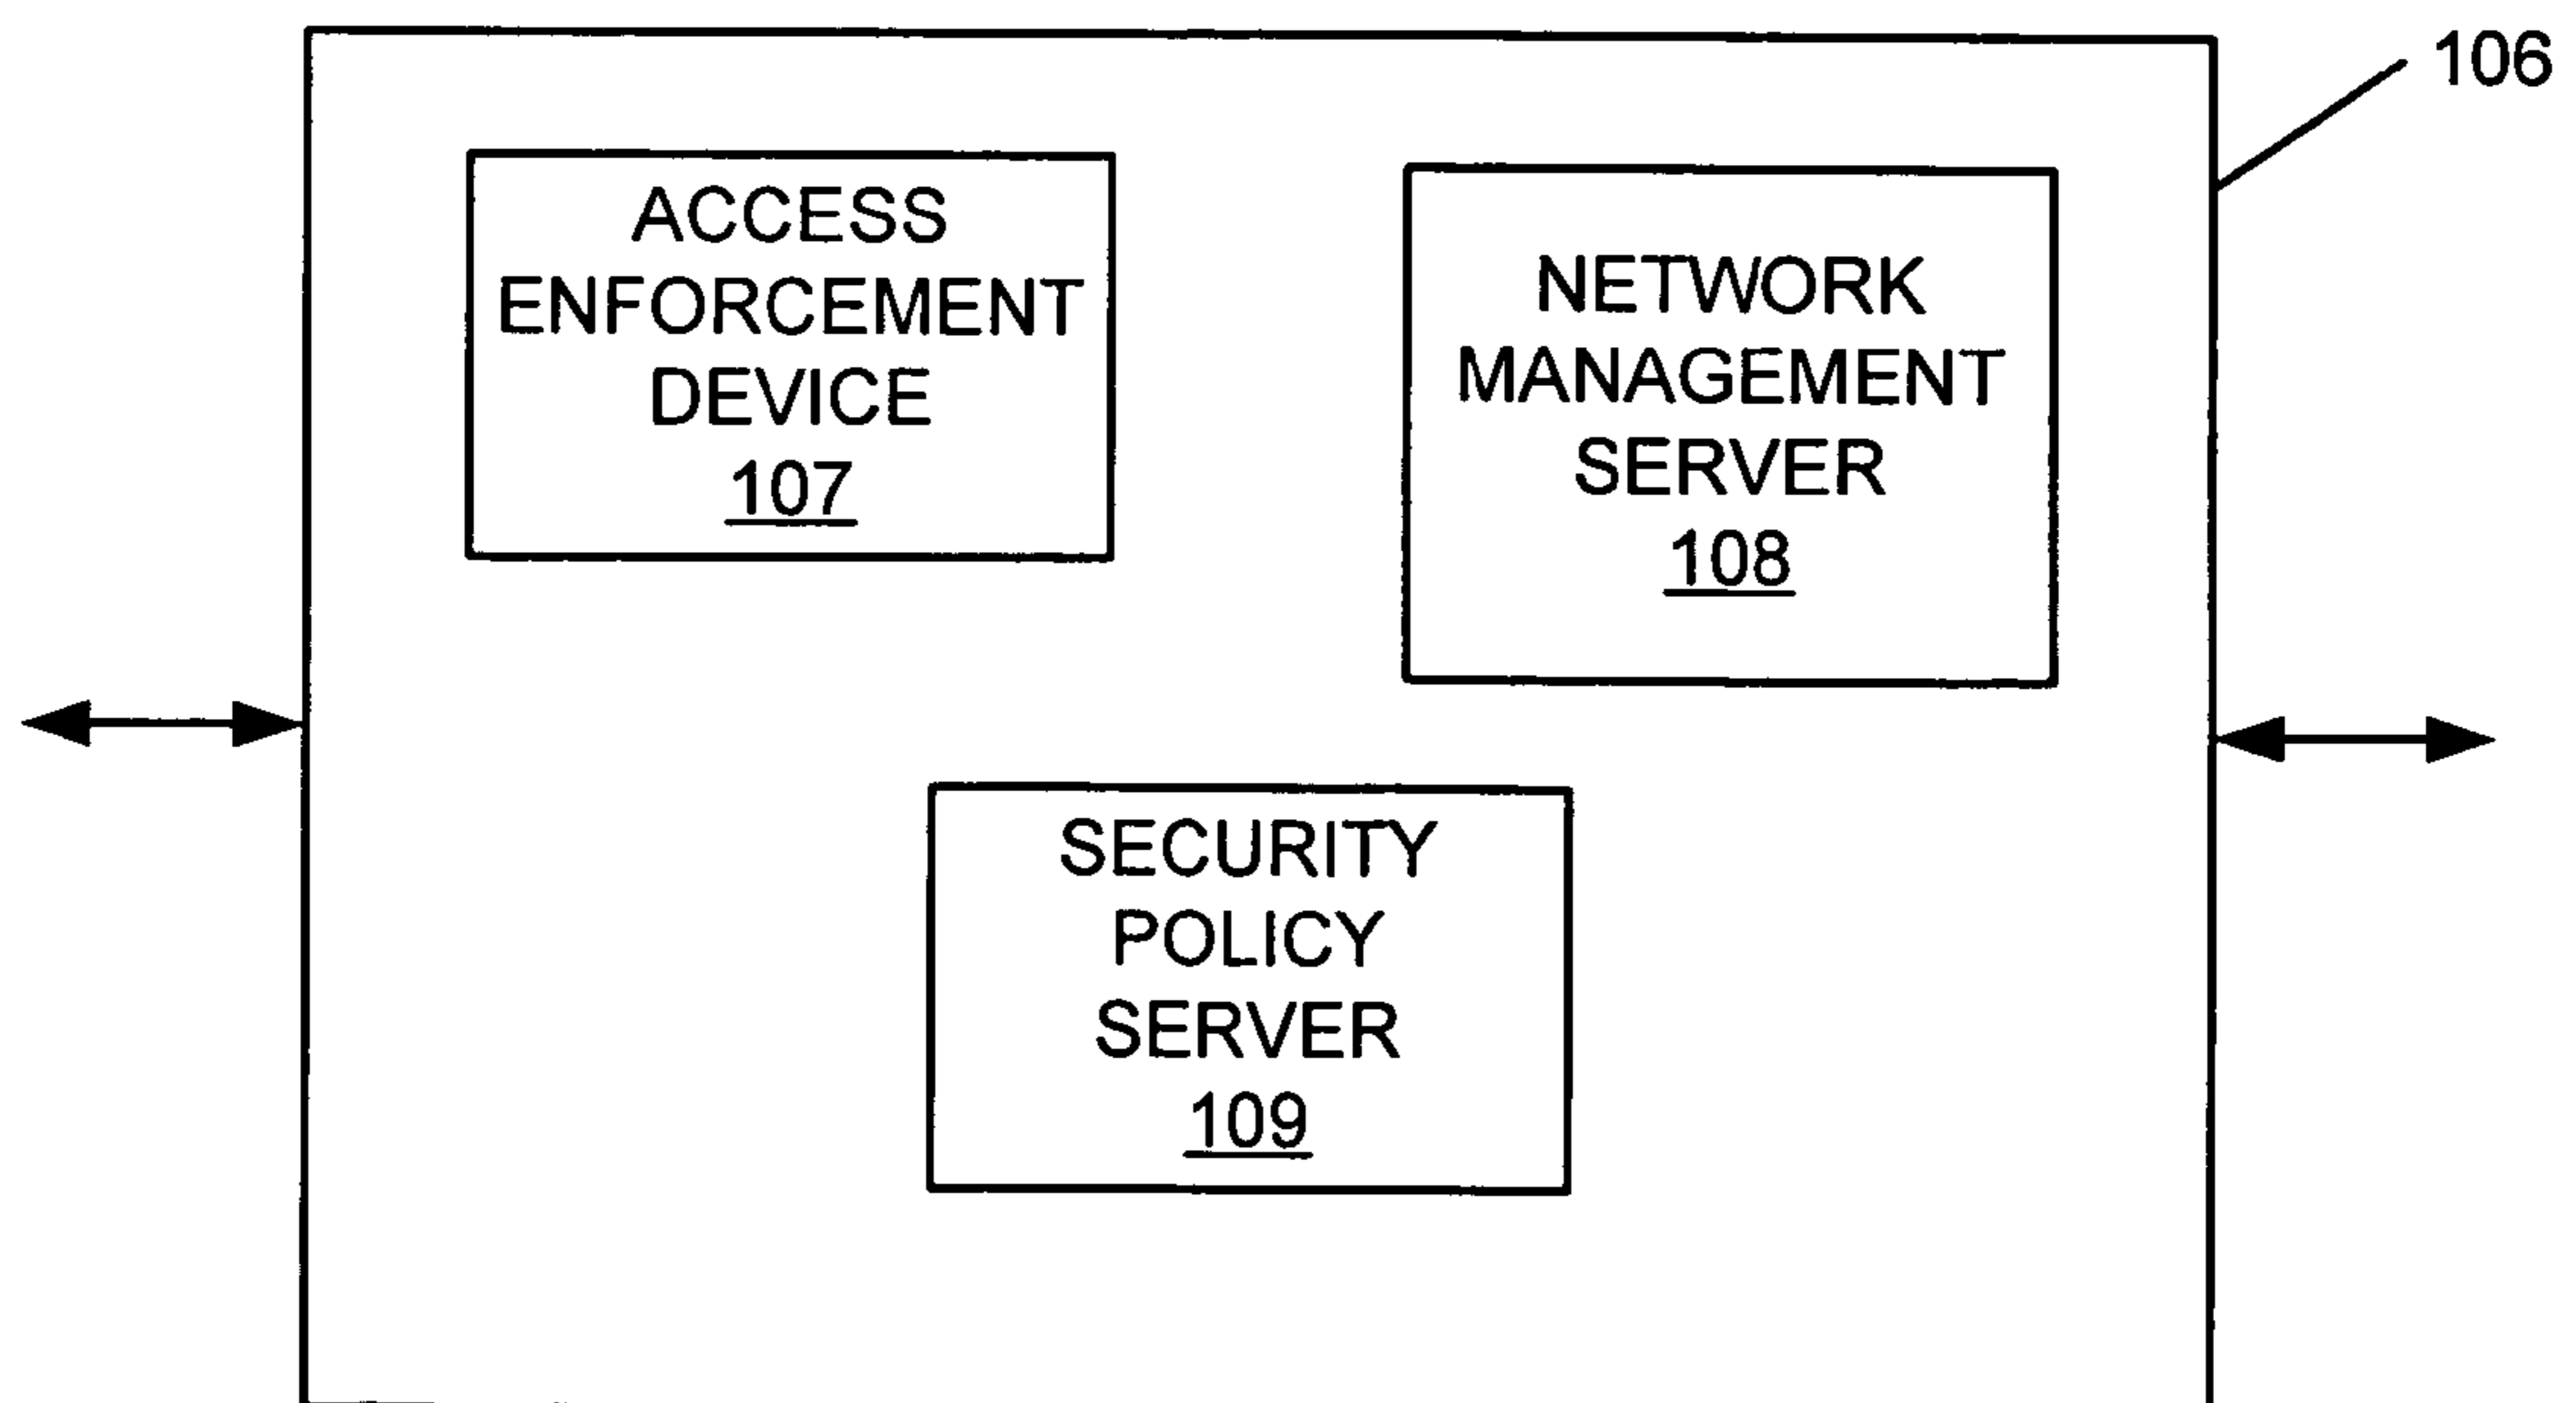 106
ACCESS
ENFORCEMENT
DEVICE
107
NETWORK
MANAGEMENT
SERVER
108
SECURITY
POLICY
SERVER
109